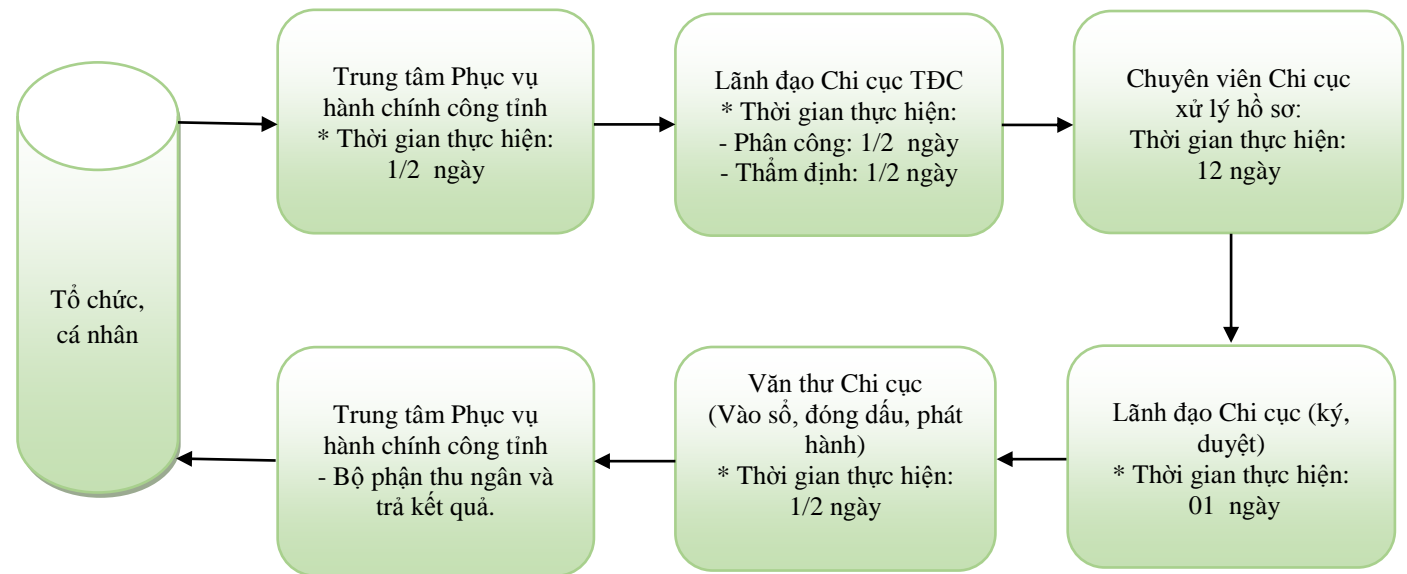 Tổ chức,
cá nhân
Trung tâm Phục vụ
hành chính công tỉnh
* Thời gian thực hiện:
1/2 ngày
Lãnh đạo Chi cục TĐC
* Thời gian thực hiện:
- Phân công: 1/2 ngày
- Thẩm định: 1/2 ngày
Chuyên viên Chi cục
xử lý hồ sơ:
Thời gian thực hiện:
12 ngày
Lãnh đạo Chi cục (ký,
duyệt)
* Thời gian thực hiện:
01 ngày
Văn thư Chi cục
(Vào sổ, đóng dấu, phát
hành)
* Thời gian thực hiện:
1/2 ngày
Trung tâm Phục vụ
hành chính công tỉnh
- Bộ phận thu ngân và
trả kết quả.